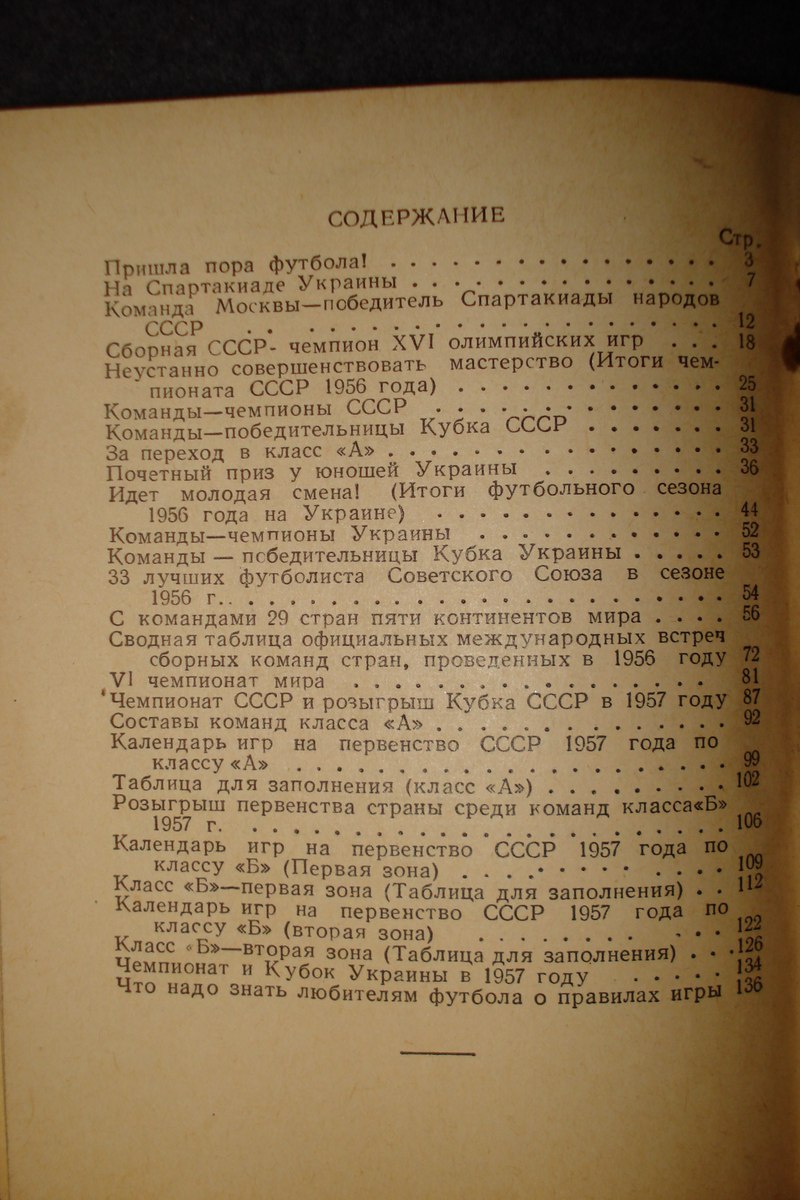 СОДЕРЖАНИЕ
Стр.
Пришла пора футбола! . . . . . . . . . . . . . . . . 3
На Спартакиаде Украины . . . . . . . . . . . . . . . 7
Команда Москвы—победитель Спартакиады народов
СССР . . . . . . . . . . . . . . . . . . . . . . 12
Сборная СССР- чемпион XVI олимпийских игр . . . 18
Неустанно совершенствовать мастерство (Итоги чем-
пионата СССР 1956 года) . . . . . . . . . . . . . 25
Команды—чемпионы СССР . . . . . . . . . . . . . . 31
Команды—победительницы Кубка СССР . . . . . . . 31
За переход в класс «А» . . . . . . . . . . . . . . . . 33
Почетный приз у юношей Украины . . . . . . . . . 36
Идет молодая смена! (Итоги футбольного сезона
1956 года на Украине) . . . . . . . . . . . . . . 44
Команды—чемпионы Украины . . . . . . . . . . . . 52
Команды — победительницы Кубка Украины . . . . . 53
33 лучших футболиста Советского Союза в сезоне
1956 г. . . . . . . . . . . . . . . . . . . . . . . . 54
С командами 29 стран пяти континентов мира . . . . 56
Сводная таблица официальных международных встреч
сборных команд стран, проведенных в 1956 году 72
VI чемпионат мира . . . . . . . . . . . . . . . . . 81
Чемпионат СССР и розыгрыш Кубка СССР в 1957 году 87
Составы команд класса «А» . . . . . . . . . . . . . . 92
Календарь игр на первенство СССР 1957 года по
классу «А» . . . . . . . . . . . . . . . . . . . . . 99
Таблица для заполнения (класс «А») . . . . . . . . . 102
Розыгрыш первенства страны среди команд класса«Б»
1957 г. . . . . . . . . . . . . . . . . . . . . . . . 106
Календарь игр на первенство СССР 1957 года по
классу «Б» (Первая зона) . . . . . . . . . . . . . 109
Класс «Б»—первая зона (Таблица для заполнения) . . 112
Календарь игр на первенство СССР 1957 года по
классу «Б» (вторая зона) . . . . . . . . . . . 122
Класс «Б»—вторая зона (Таблица для заполнения) . . . 126
Чемпионат и Кубок Украины в 1957 году . . . . . 134
Что надо знать любителям футбола о правилах игры 136